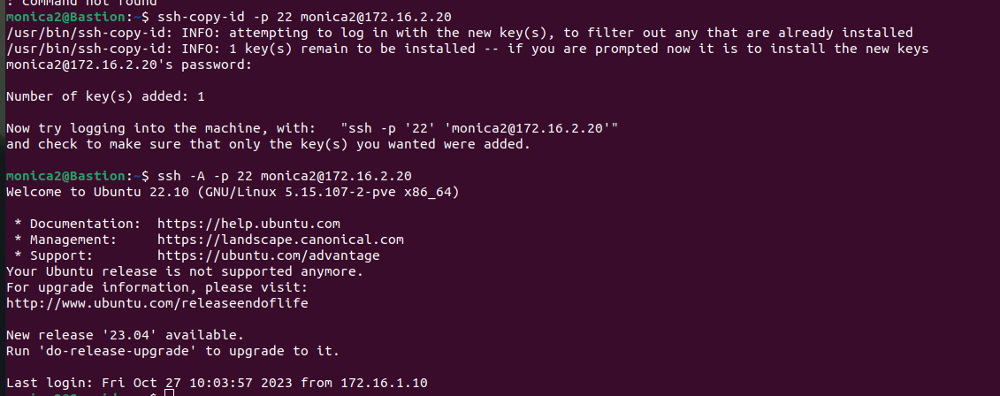 : command not found
monica2@Bastion:~$ ssh-copy-id -p 22 monica2@172.16.2.20
/usr/bin/ssh-copy-id: INFO: attempting to log in with the new key(s), to filter out any that are already installed
/usr/bin/ssh-copy-id: INFO: 1 key(s) remain to be installed -- if you are prompted now it is to install the new keys
monica2@172.16.2.20's password:
Number of key(s) added: 1
Now try logging into the machine, with:   "ssh -p '22' 'monica2@172.16.2.20'"
and check to make sure that only the key(s) you wanted were added.
monica2@Bastion:~$ ssh -A -p 22 monica2@172.16.2.20
Welcome to Ubuntu 22.10 (GNU/Linux 5.15.107-2-pve x86_64)
* Documentation:  https://help.ubuntu.com
* Management:     https://landscape.canonical.com
* Support:        https://ubuntu.com/advantage
Your Ubuntu release is not supported anymore.
For upgrade information, please visit:
http://www.ubuntu.com/releaseendoflife
New release '23.04' available.
Run 'do-release-upgrade' to upgrade to it.
Last login: Fri Oct 27 10:03:57 2023 from 172.16.1.10